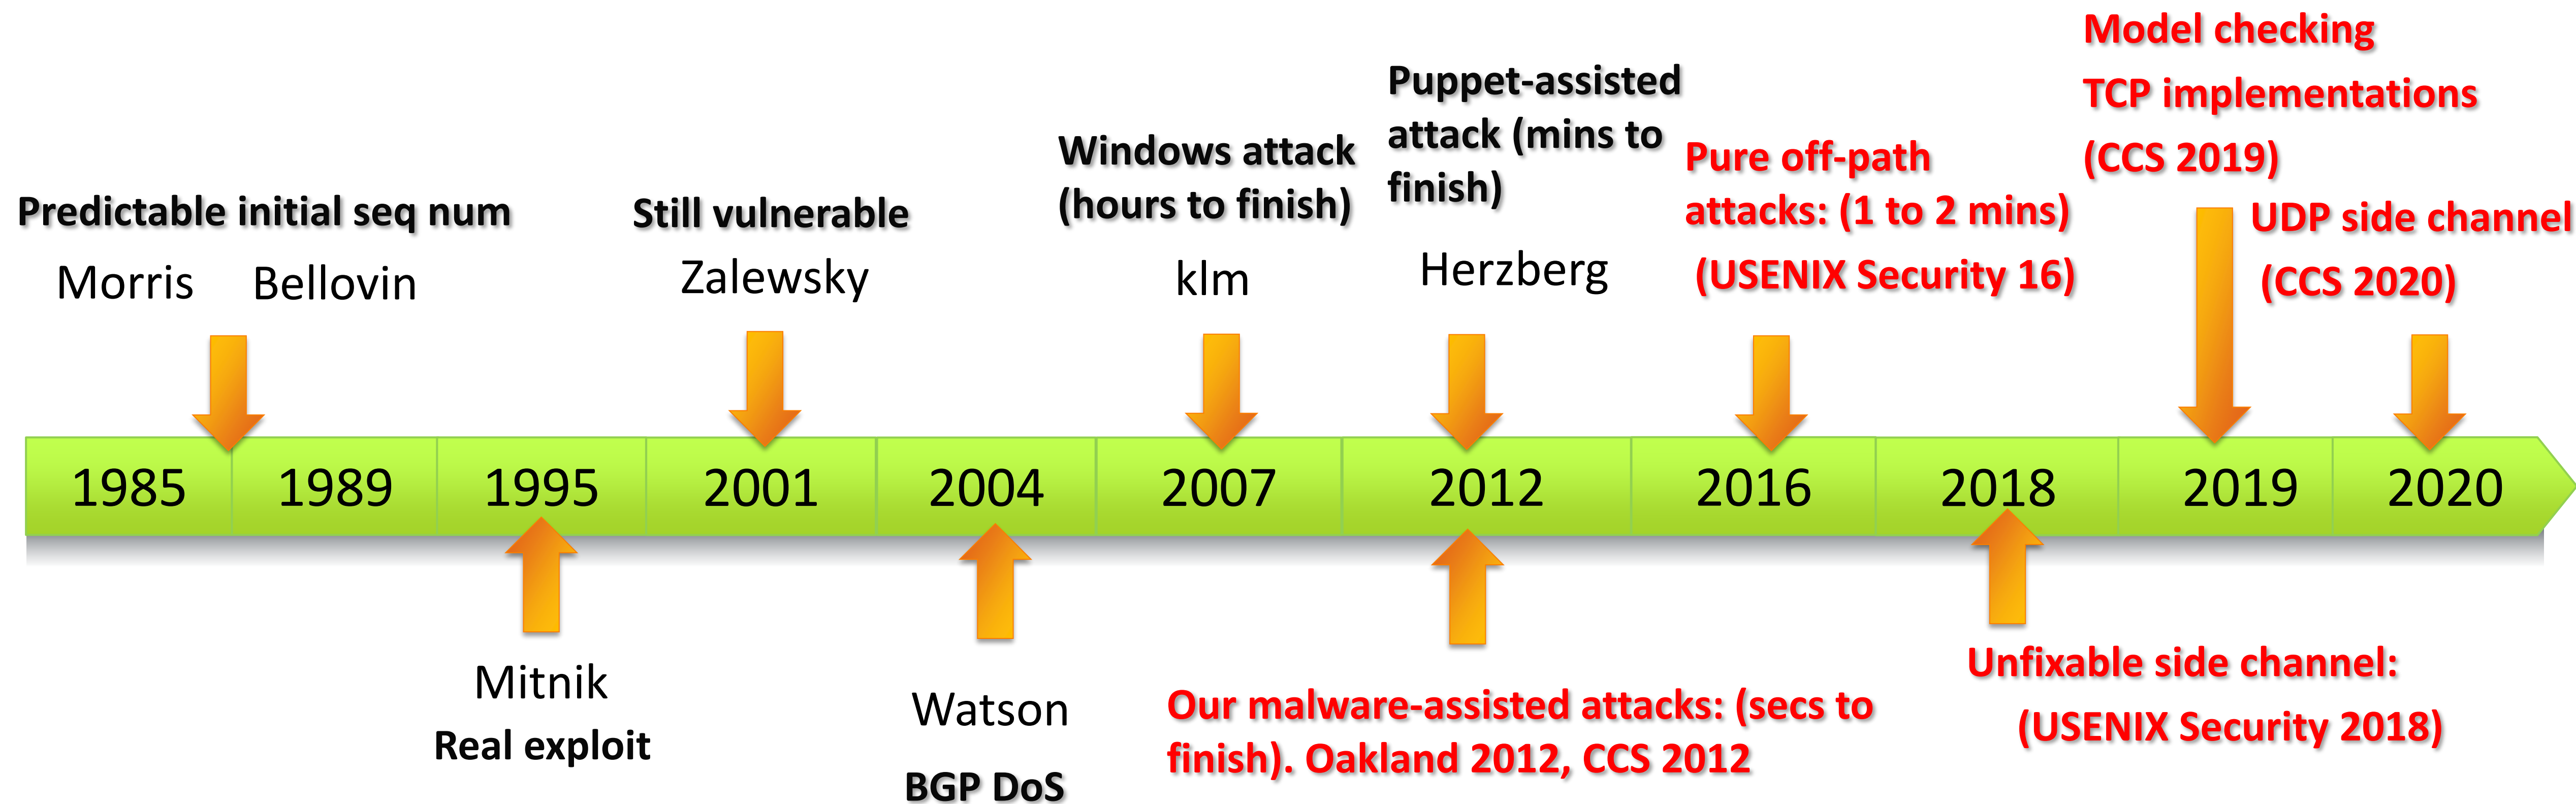 Model checking
TCP implementations
(CCS 2019)
Puppet-assisted
attack (mins to
finish)
Herzberg
Windows attack
(hours to finish)
klm
Pure off-path
attacks: (1 to 2 mins)
(USENIX Security 16)
Predictable initial seq num
Morris Bellovin
Still vulnerable
Zalewsky
UDP side channel
(CCS 2020)
1985 1989 1995 2001 2004 2007 2012 2016 2018 2019 2020
Mitnik
Real exploit
Watson
BGP DoS
Our malware-assisted attacks: (secs to
finish). Oakland 2012, CCS 2012
Unfixable side channel:
(USENIX Security 2018)